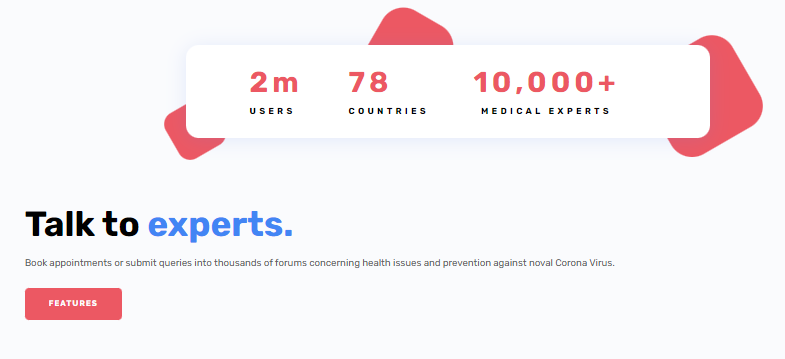 2m 78 10,000+
USERS COUNTRIES MEDICAL EXPERTS
Talk to experts.
Book appointments or submit queries into thousands of forums concerning health issues and prevention against noval Corona Virus.
FEATURES